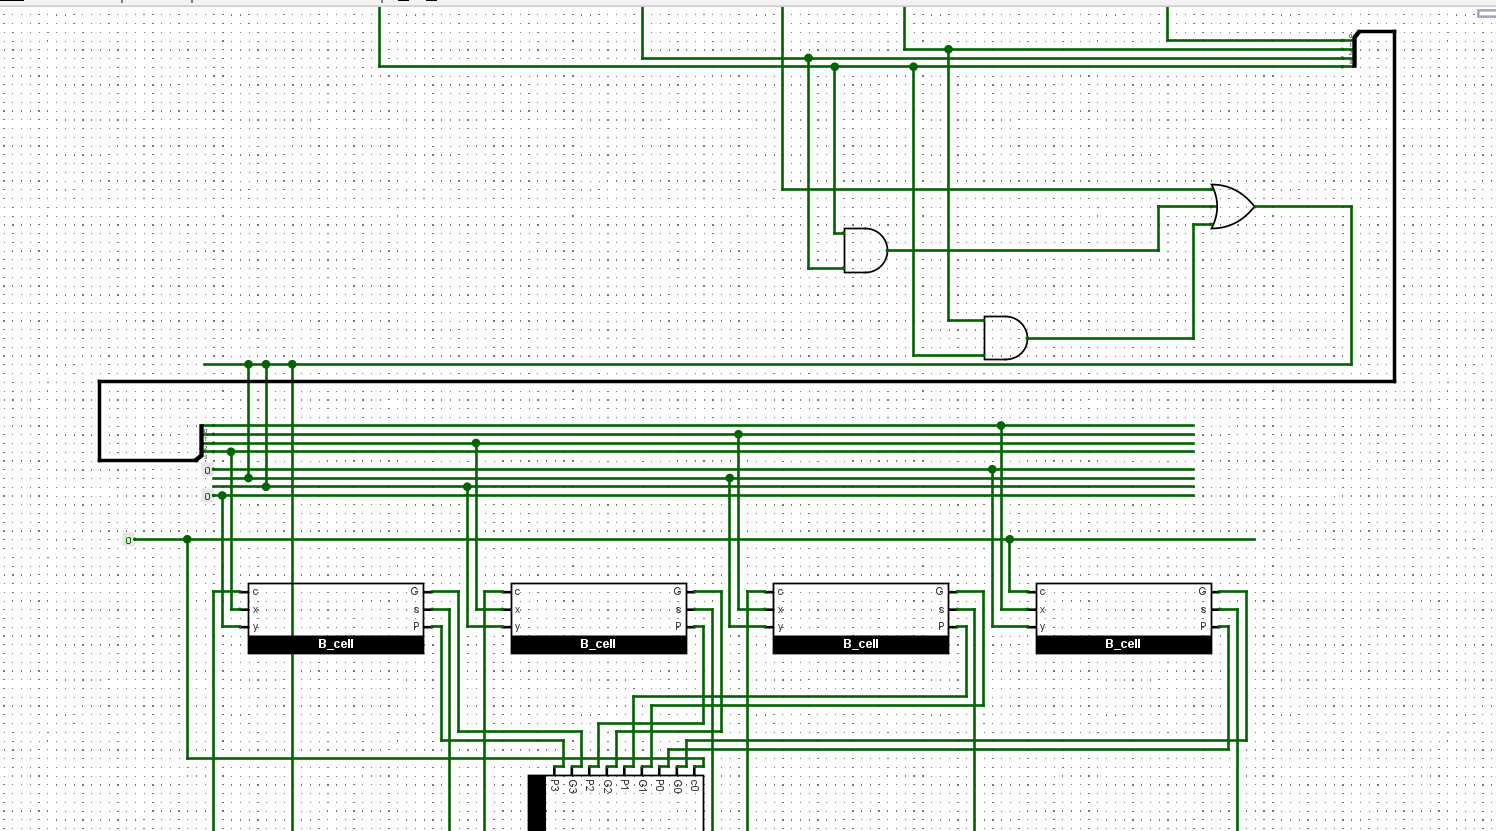 0
0
0
c G c G c G c G
x s x s x s x s
y P y P y P y P
B_cell B_cell B_cell B_cell
P3 G3 P2 G2 P1 G1 P0 G0 c0